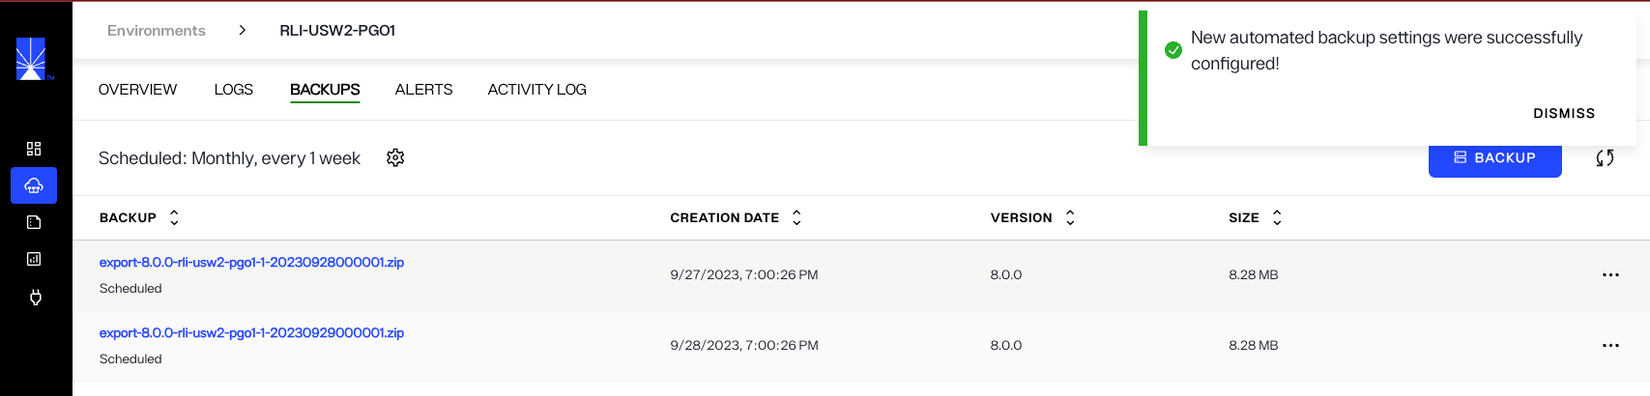 Environments > RLI-USW2-PGO1
New automated backup settings were successfully
configured!
DISMISS
OVERVIEW LOGS BACKUPS ALERTS ACTIVITY LOG
Scheduled: Monthly, every 1 week
BACKUP
BACKUP CREATION DATE VERSION SIZE
export-8.0.0-rli-usw2-pgo1-1-20230928000001.zip
Scheduled
9/27/2023, 7:00:26 PM 8.0.0 8.28 MB
export-8.0.0-rli-usw2-pgo1-1-20230929000001.zip
Scheduled
9/28/2023, 7:00:26 PM 8.0.0 8.28 MB